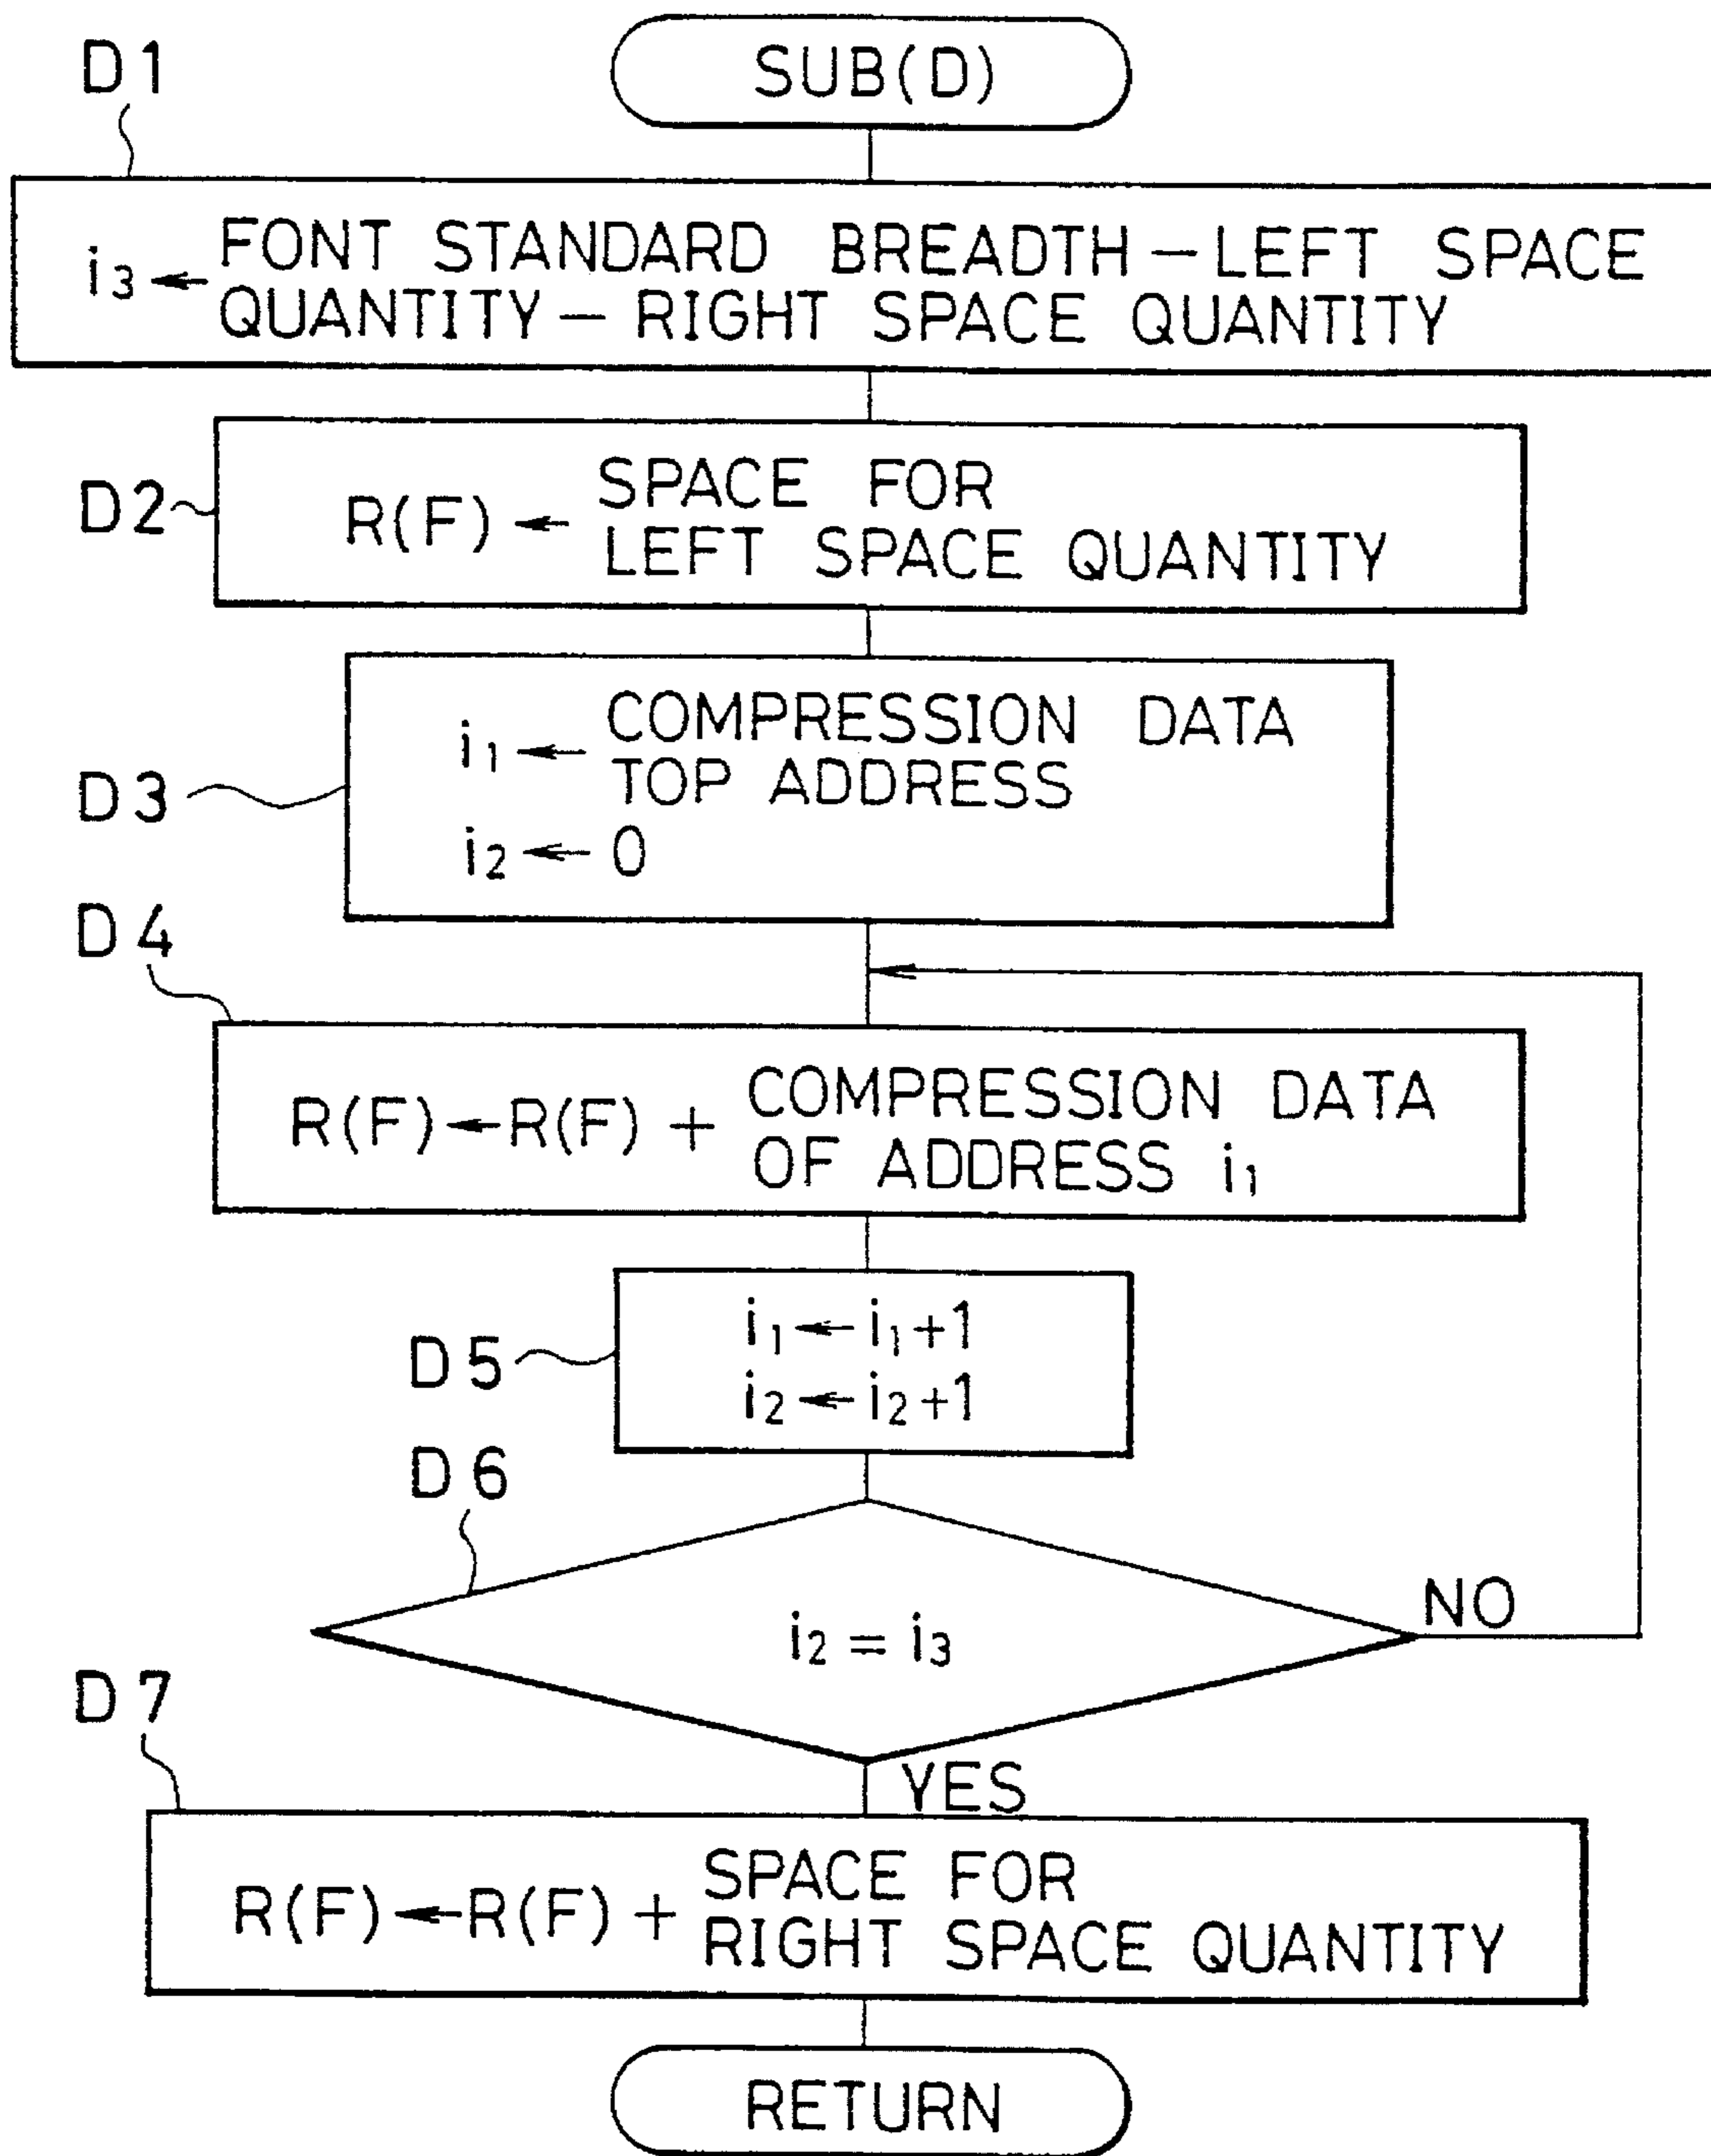 SUB(D)
D1
i₃ ← FONT STANDARD BREADTH – LEFT SPACE
QUANTITY – RIGHT SPACE QUANTITY
D2
R(F) ← SPACE FOR
LEFT SPACE QUANTITY
D3
i₁ ← COMPRESSION DATA
TOP ADDRESS
i₂ ← 0
D4
R(F) ← R(F) + COMPRESSION DATA
OF ADDRESS i₁
D5
i₁ ← i₁+1
i₂ ← i₂+1
D6
i₂ = i₃
NO
YES
D7
R(F) ← R(F) + SPACE FOR
RIGHT SPACE QUANTITY
RETURN